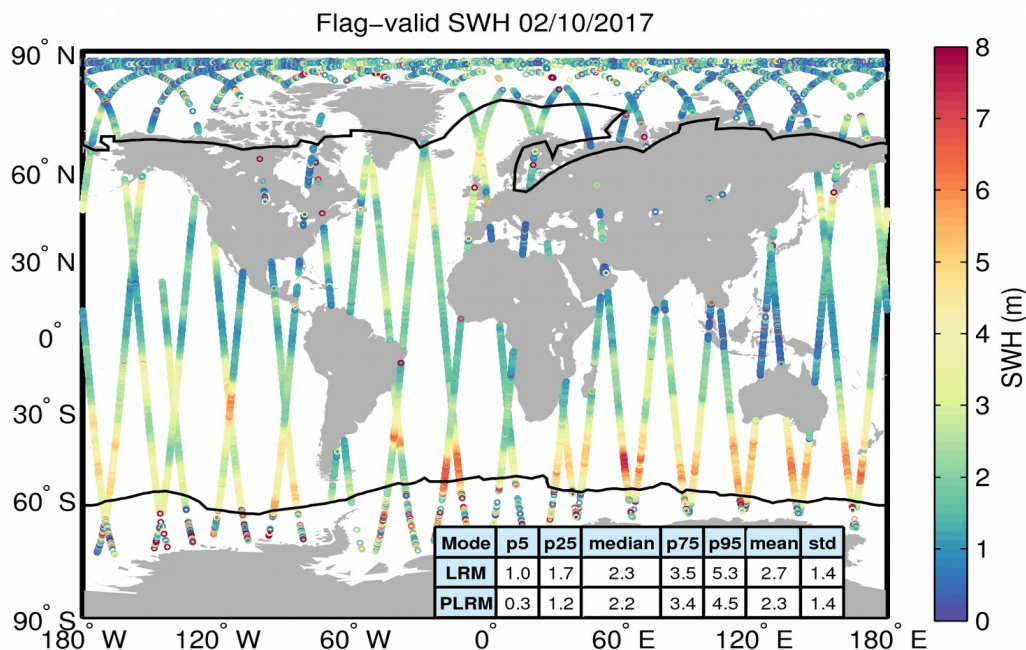 Flag−valid SWH 02/10/2017
90° N
60° N
30° N
0°
30° S
60° S
90° S
180° W
120° W
60° W
0°
60° E
120° E
180° E
8
7
6
5
4
3
2
1
0
SWH (m)
Mode p5 p25 median p75 p95 mean std
LRM 1.0 1.7 2.3 3.5 5.3 2.7 1.4
PLRM 0.3 1.2 2.2 3.4 4.5 2.3 1.4